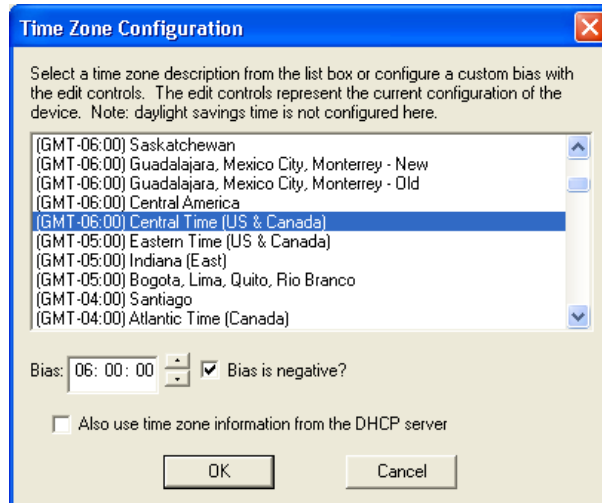 Time Zone Configuration
Select a time zone description from the list box or configure a custom bias with
the edit controls. The edit controls represent the current configuration of the
device. Note: daylight savings time is not configured here.
(GMT-06:00) Saskatchewan
(GMT-06:00) Guadalajara, Mexico City, Monterrey - New
(GMT-06:00) Guadalajara, Mexico City, Monterrey - Old
(GMT-06:00) Central America
(GMT-06:00) Central Time (US & Canada)
(GMT-05:00) Eastern Time (US & Canada)
(GMT-05:00) Indiana (East)
(GMT-05:00) Bogota, Lima, Quito, Rio Branco
(GMT-04:00) Santiago
(GMT-04:00) Atlantic Time (Canada)
Bias: 06: 00: 00 Bias is negative?
Also use time zone information from the DHCP server
OK Cancel